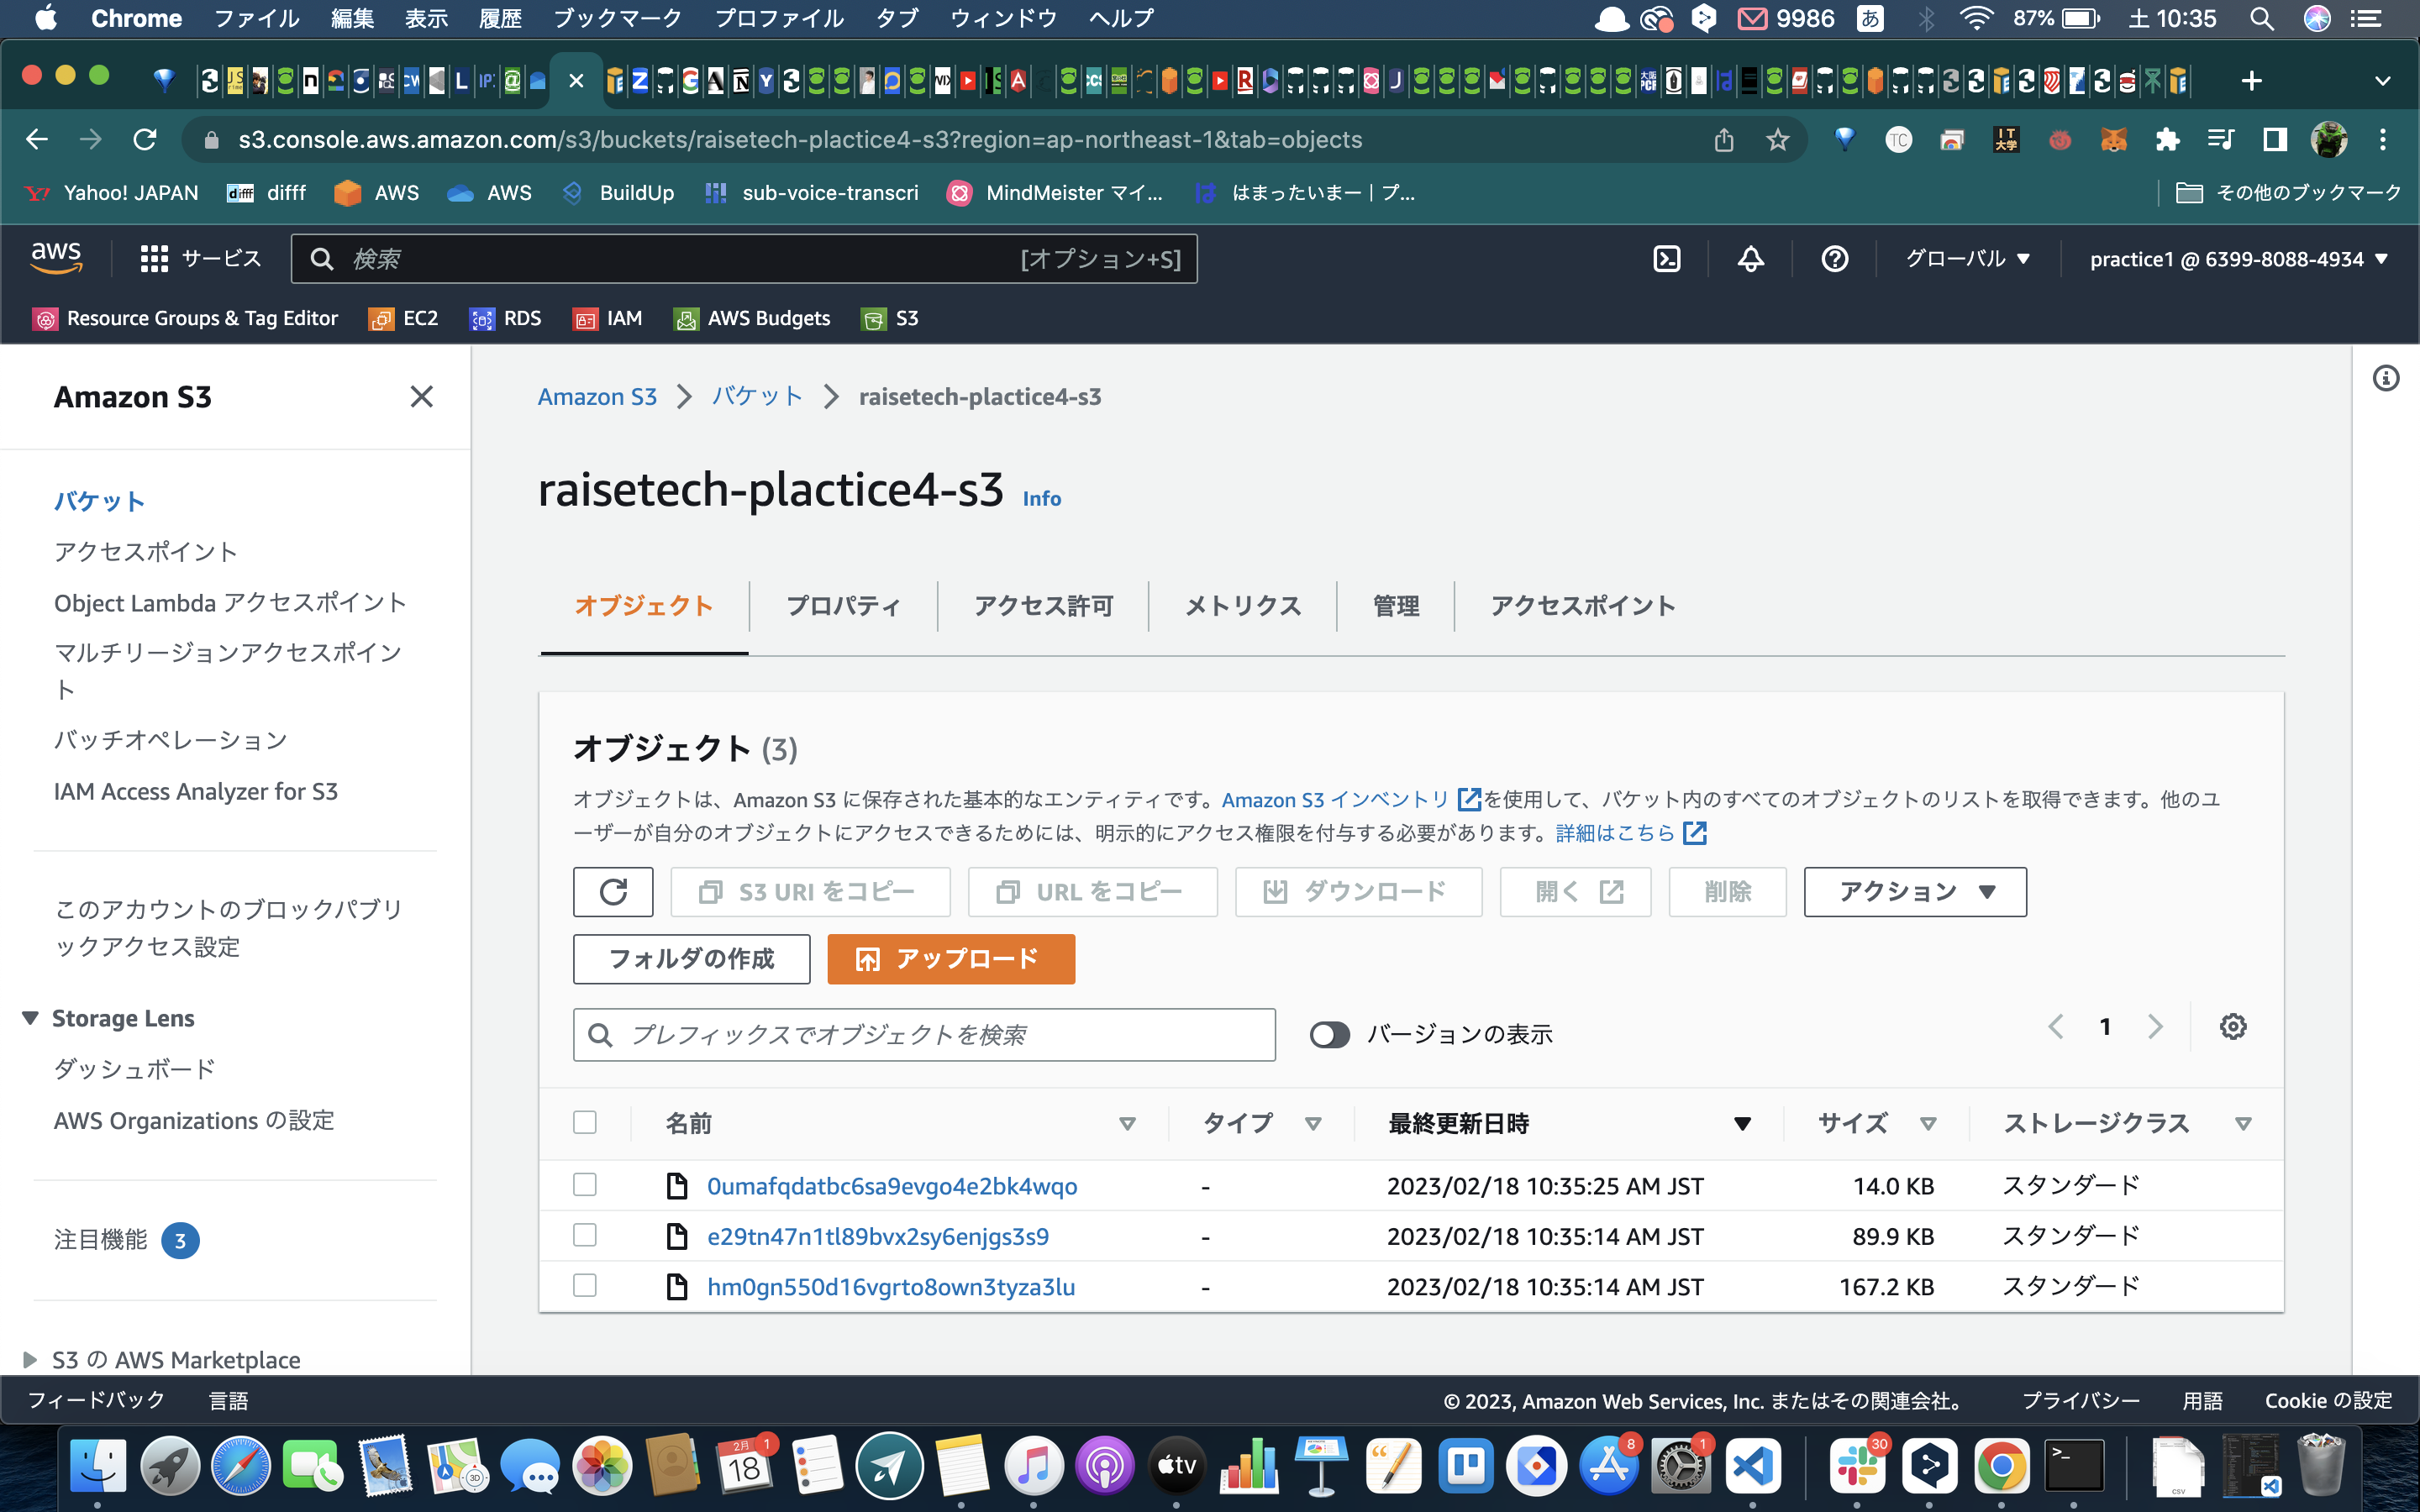 Chrome ファイル 編集 表示 履歴 ブックマーク プロファイル タブ ウィンドウ ヘルプ 9986 あ 87% 土 10:35
s3.console.aws.amazon.com/s3/buckets/raisetech-plactice4-s3?region=ap-northeast-1&tab=objects
Yahoo! JAPAN difff AWS AWS BuildUp sub-voice-transcri MindMeister マイ... はまったいまー | プ... その他のブックマーク
aws サービス 検索 [オプション+S] グローバル ▼ practice1 @ 6399-8088-4934 ▼
Resource Groups & Tag Editor EC2 RDS IAM AWS Budgets S3
Amazon S3
バケット
アクセスポイント
Object Lambda アクセスポイント
マルチリージョンアクセスポイン
ト
バッチオペレーション
IAM Access Analyzer for S3
このアカウントのブロックパブリ
ックアクセス設定
Storage Lens
ダッシュボード
AWS Organizations の設定
注目機能 3
S3 の AWS Marketplace
Amazon S3 > バケット > raisetech-plactice4-s3
raisetech-plactice4-s3 Info
オブジェクト プロパティ アクセス許可 メトリクス 管理 アクセスポイント
オブジェクト (3)
オブジェクトは、Amazon S3 に保存された基本的なエンティティです。Amazon S3 インベントリ を使用して、バケット内のすべてのオブジェクトのリストを取得できます。他のユ
ーザーが自分のオブジェクトにアクセスできるためには、明示的にアクセス権限を付与する必要があります。詳細はこちら
S3 URI をコピー URL をコピー ダウンロード 開く 削除 アクション ▼
フォルダの作成 アップロード
プレフィックスでオブジェクトを検索 バージョンの表示 1
名前 タイプ 最終更新日時 サイズ ストレージクラス
0umafqdatbc6sa9evgo4e2bk4wqo - 2023/02/18 10:35:25 AM JST 14.0 KB スタンダード
e29tn47n1tl89bvx2sy6enjgs3s9 - 2023/02/18 10:35:14 AM JST 89.9 KB スタンダード
hm0gn550d16vgrto8own3tyza3lu - 2023/02/18 10:35:14 AM JST 167.2 KB スタンダード
フィードバック 言語 © 2023, Amazon Web Services, Inc. またはその関連会社。 プライバシー 用語 Cookie の設定
2月 18 1 tv 8 1 30